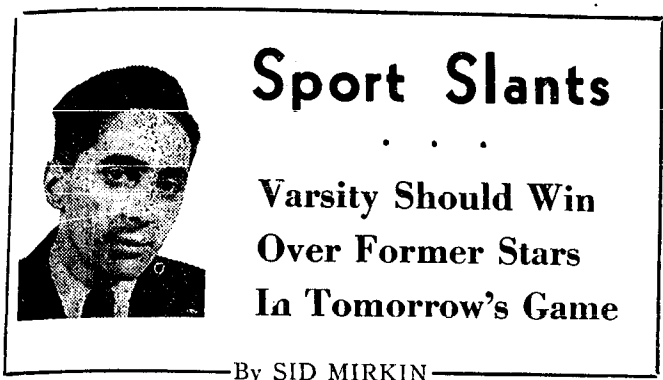 Sport Slants
. . .
Varsity Should Win
Over Former Stars
In Tomorrow's Game
By SID MIRKIN